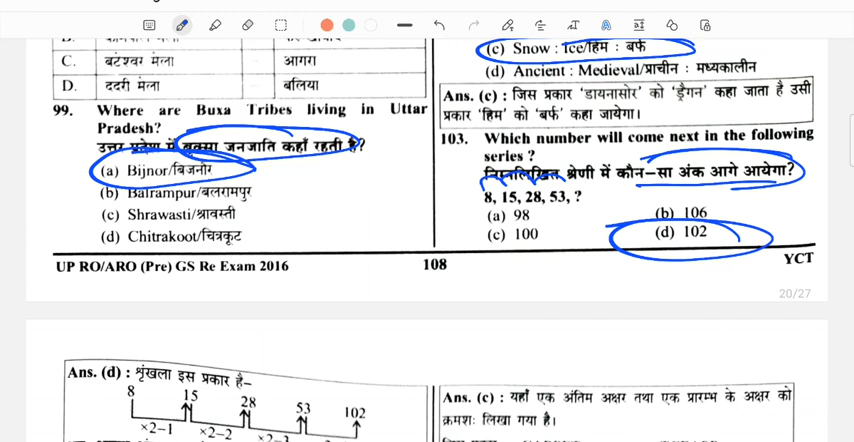 C. बटेश्वर मेला आगरा
D. ददरी मेला बलिया
99. Where are Buxa Tribes living in Uttar
Pradesh?
उत्तर प्रदेश में बुक्सा जनजाति कहाँ रहती है?
(a) Bijnor/बिजनौर
(b) Balrampur/बलरामपुर
(c) Shrawasti/श्रावस्ती
(d) Chitrakoot/चित्रकूट
(c) Snow : Ice/हिम : बर्फ
(d) Ancient : Medieval/प्राचीन : मध्यकालीन
Ans. (c) : जिस प्रकार 'डायनासोर' को 'ड्रैगन' कहा जाता है उसी
प्रकार 'हिम' को 'बर्फ' कहा जायेगा।
103. Which number will come next in the following
series ?
निम्नलिखित श्रेणी में कौन-सा अंक आगे आयेगा?
8, 15, 28, 53, ?
(a) 98 (b) 106
(c) 100 (d) 102
UP RO/ARO (Pre) GS Re Exam 2016 108 YCT
20/27
Ans. (d) : शृंखला इस प्रकार है-
8 15 28 53 102
×2–1 ×2–2 ×2–3
Ans. (c) : यहाँ एक अंतिम अक्षर तथा एक प्रारम्भ के अक्षर को
क्रमशः लिखा गया है।